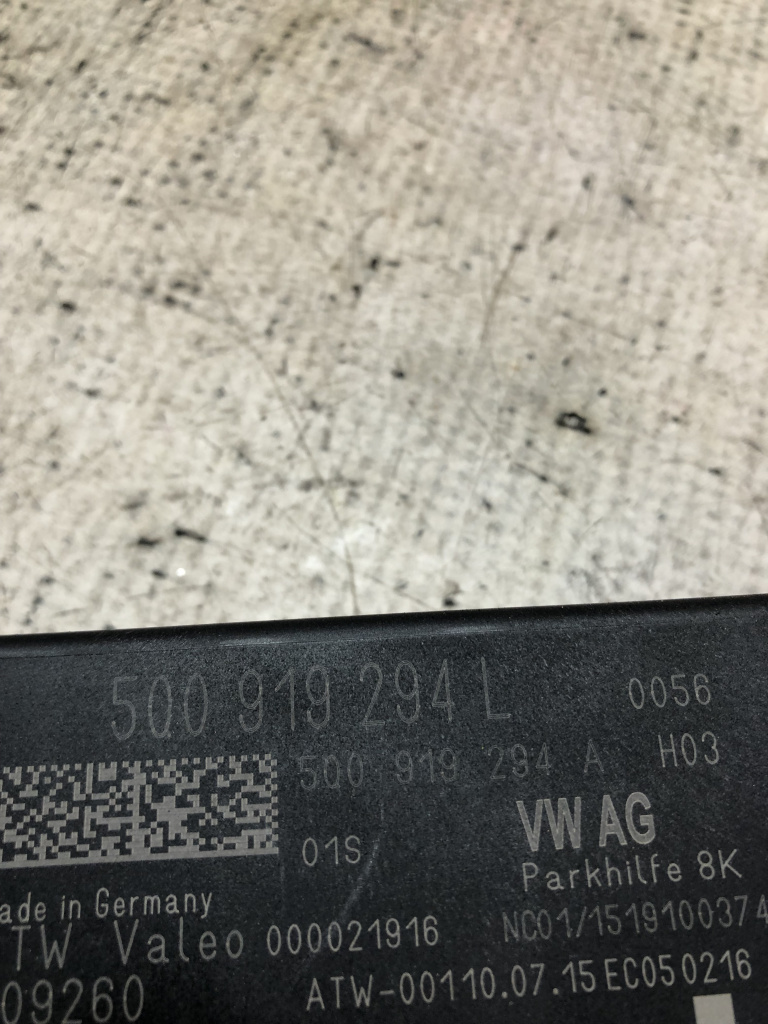 5Q0 919 294 L 0056
5Q0 919 294 A H03
01S VW AG
Parkhilfe 8K
ade in Germany
TW Valeo 000021916 NC01/1519100374
09260 ATW-00110.07.15EC050216